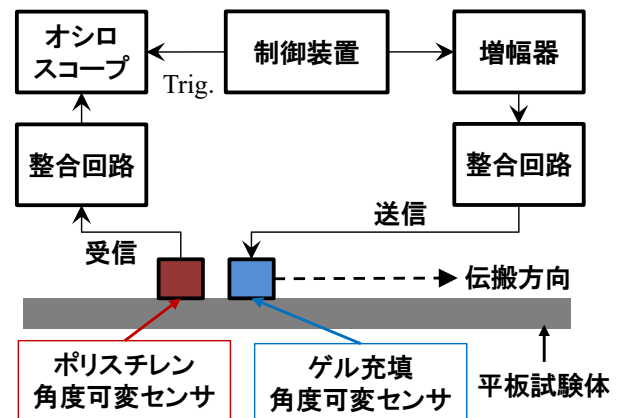 オシロ
スコープ
制御装置
増幅器
Trig.
整合回路
整合回路
送信
受信
伝搬方向
ポリスチレン
角度可変センサ
ゲル充填
角度可変センサ
平板試験体